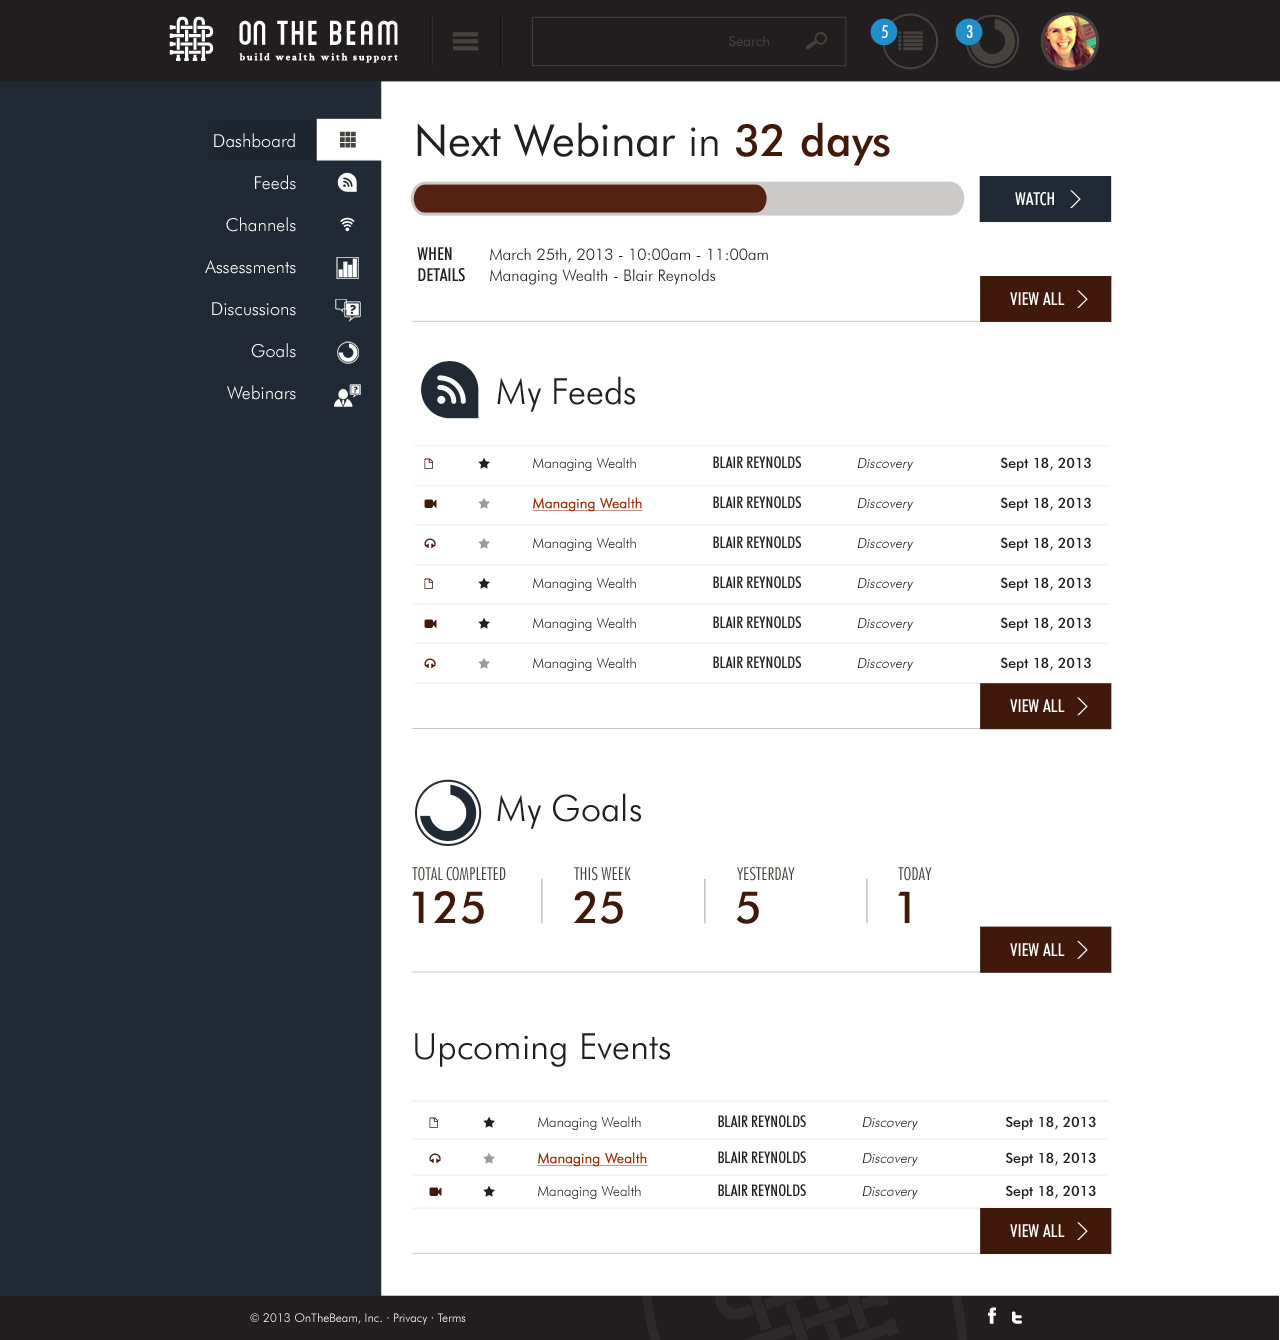 ON THE BEAM
build wealth with support
Search
5
3
Dashboard
Feeds
Channels
Assessments
Discussions
Goals
Webinars
Next Webinar in 32 days
WATCH
WHEN March 25th, 2013 - 10:00am - 11:00am
DETAILS Managing Wealth - Blair Reynolds
VIEW ALL
My Feeds
Managing Wealth BLAIR REYNOLDS Discovery Sept 18, 2013
Managing Wealth BLAIR REYNOLDS Discovery Sept 18, 2013
Managing Wealth BLAIR REYNOLDS Discovery Sept 18, 2013
Managing Wealth BLAIR REYNOLDS Discovery Sept 18, 2013
Managing Wealth BLAIR REYNOLDS Discovery Sept 18, 2013
Managing Wealth BLAIR REYNOLDS Discovery Sept 18, 2013
VIEW ALL
My Goals
TOTAL COMPLETED THIS WEEK YESTERDAY TODAY
125 25 5 1
VIEW ALL
Upcoming Events
Managing Wealth BLAIR REYNOLDS Discovery Sept 18, 2013
Managing Wealth BLAIR REYNOLDS Discovery Sept 18, 2013
Managing Wealth BLAIR REYNOLDS Discovery Sept 18, 2013
VIEW ALL
© 2013 OnTheBeam, Inc. · Privacy · Terms